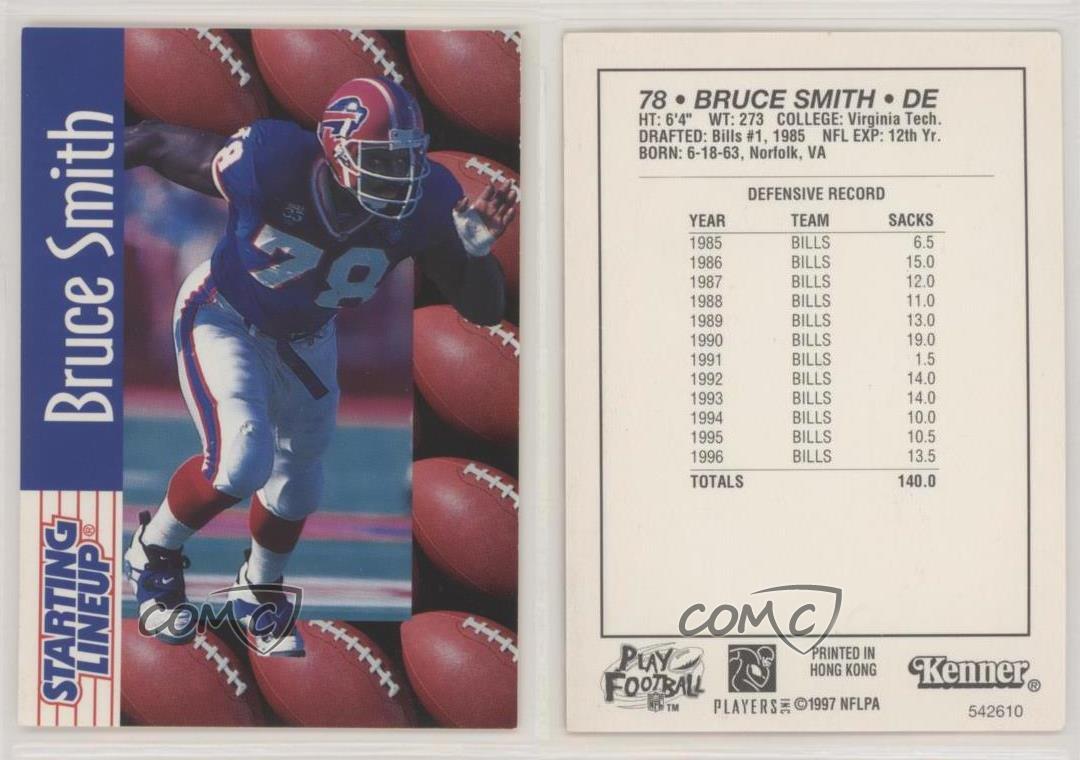 Bruce Smith
STARTING
LINEUP®
78
COMC
78 • BRUCE SMITH • DE
HT: 6'4" WT: 273 COLLEGE: Virginia Tech.
DRAFTED: Bills #1, 1985 NFL EXP: 12th Yr.
BORN: 6-18-63, Norfolk, VA
DEFENSIVE RECORD
YEAR TEAM SACKS
1985 BILLS 6.5
1986 BILLS 15.0
1987 BILLS 12.0
1988 BILLS 11.0
1989 BILLS 13.0
1990 BILLS 19.0
1991 BILLS 1.5
1992 BILLS 14.0
1993 BILLS 14.0
1994 BILLS 10.0
1995 BILLS 10.5
1996 BILLS 13.5
TOTALS 140.0
COMC
PLAY
FOOTBALL
NFL TM
PLAYERS INC
PRINTED IN
HONG KONG
©1997 NFLPA
Kenner®
542610